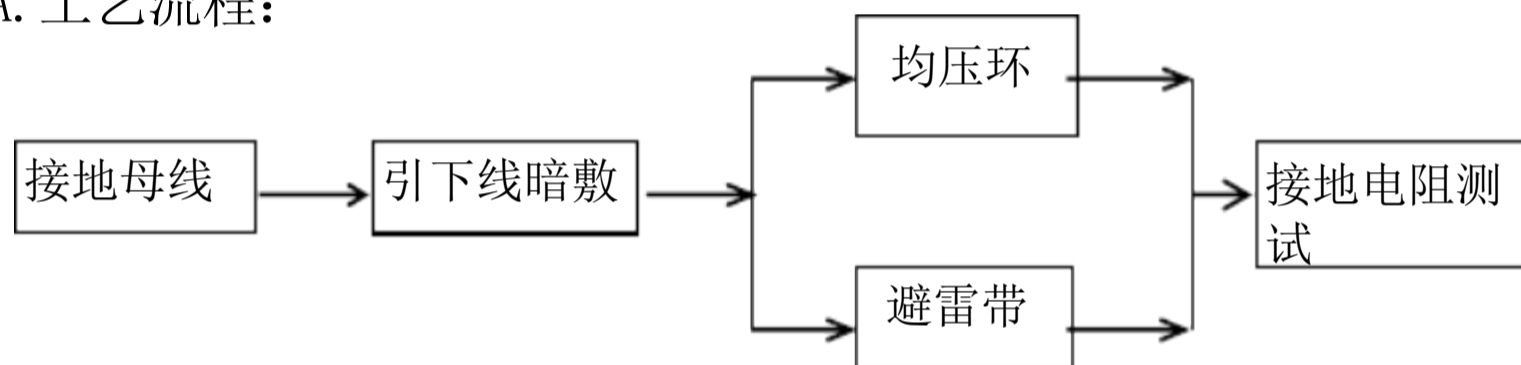 A.工艺流程：
均压环
接地母线
引下线暗敷
接地电阻测
试
避雷带